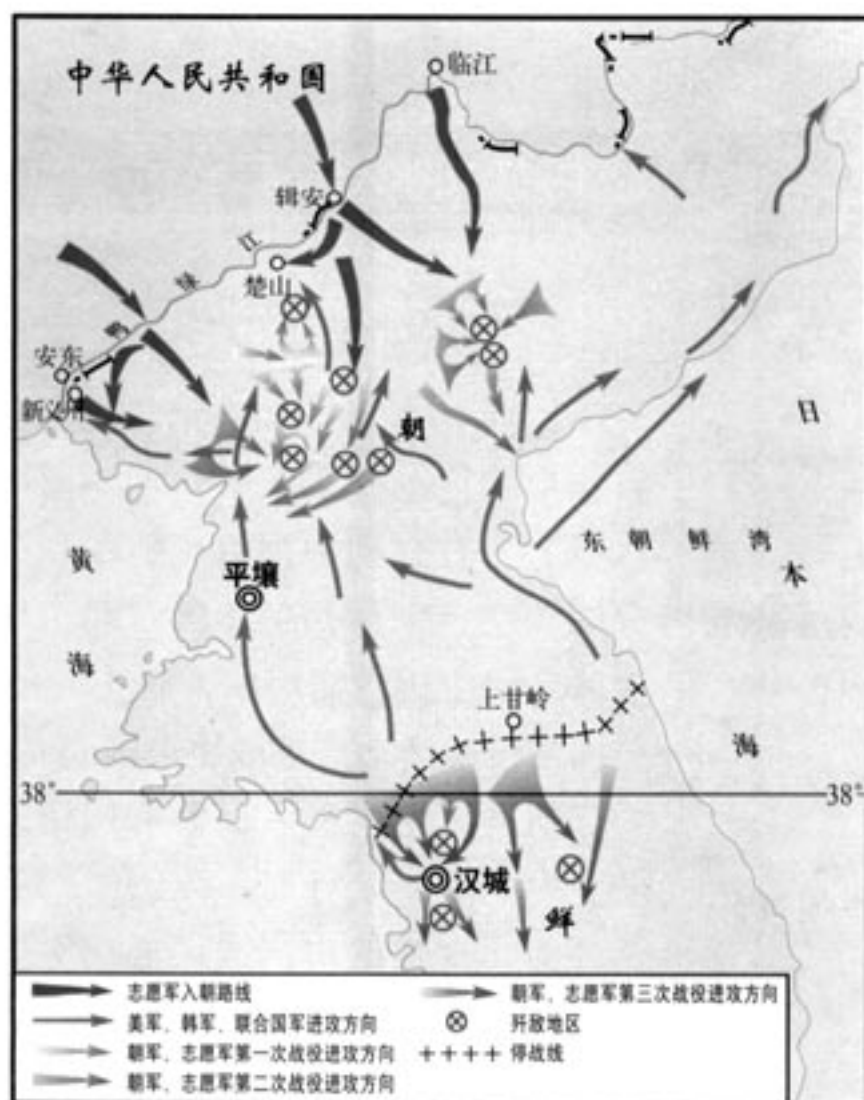 中华人民共和国
临江
辑安
鸭 绿 江
楚山
安东
新义州
朝
日
东 朝 鲜 湾
本
黄
平壤
海
上甘岭
海
38°
38°
汉城
鲜
志愿军入朝路线
美军、韩军、联合国军进攻方向
朝军、志愿军第一次战役进攻方向
朝军、志愿军第二次战役进攻方向
朝军、志愿军第三次战役进攻方向
歼敌地区
停战线